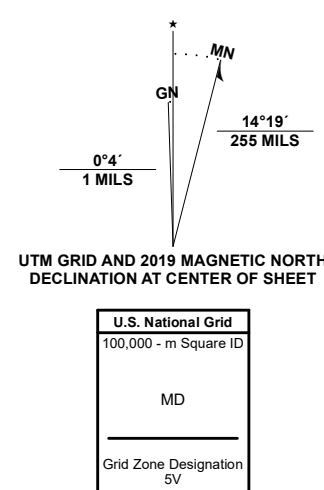 ★
MN
GN
14°19´
255 MILS
0°4´
1 MILS
UTM GRID AND 2019 MAGNETIC NORTH
DECLINATION AT CENTER OF SHEET
U.S. National Grid
100,000 - m Square ID
MD
Grid Zone Designation
5V